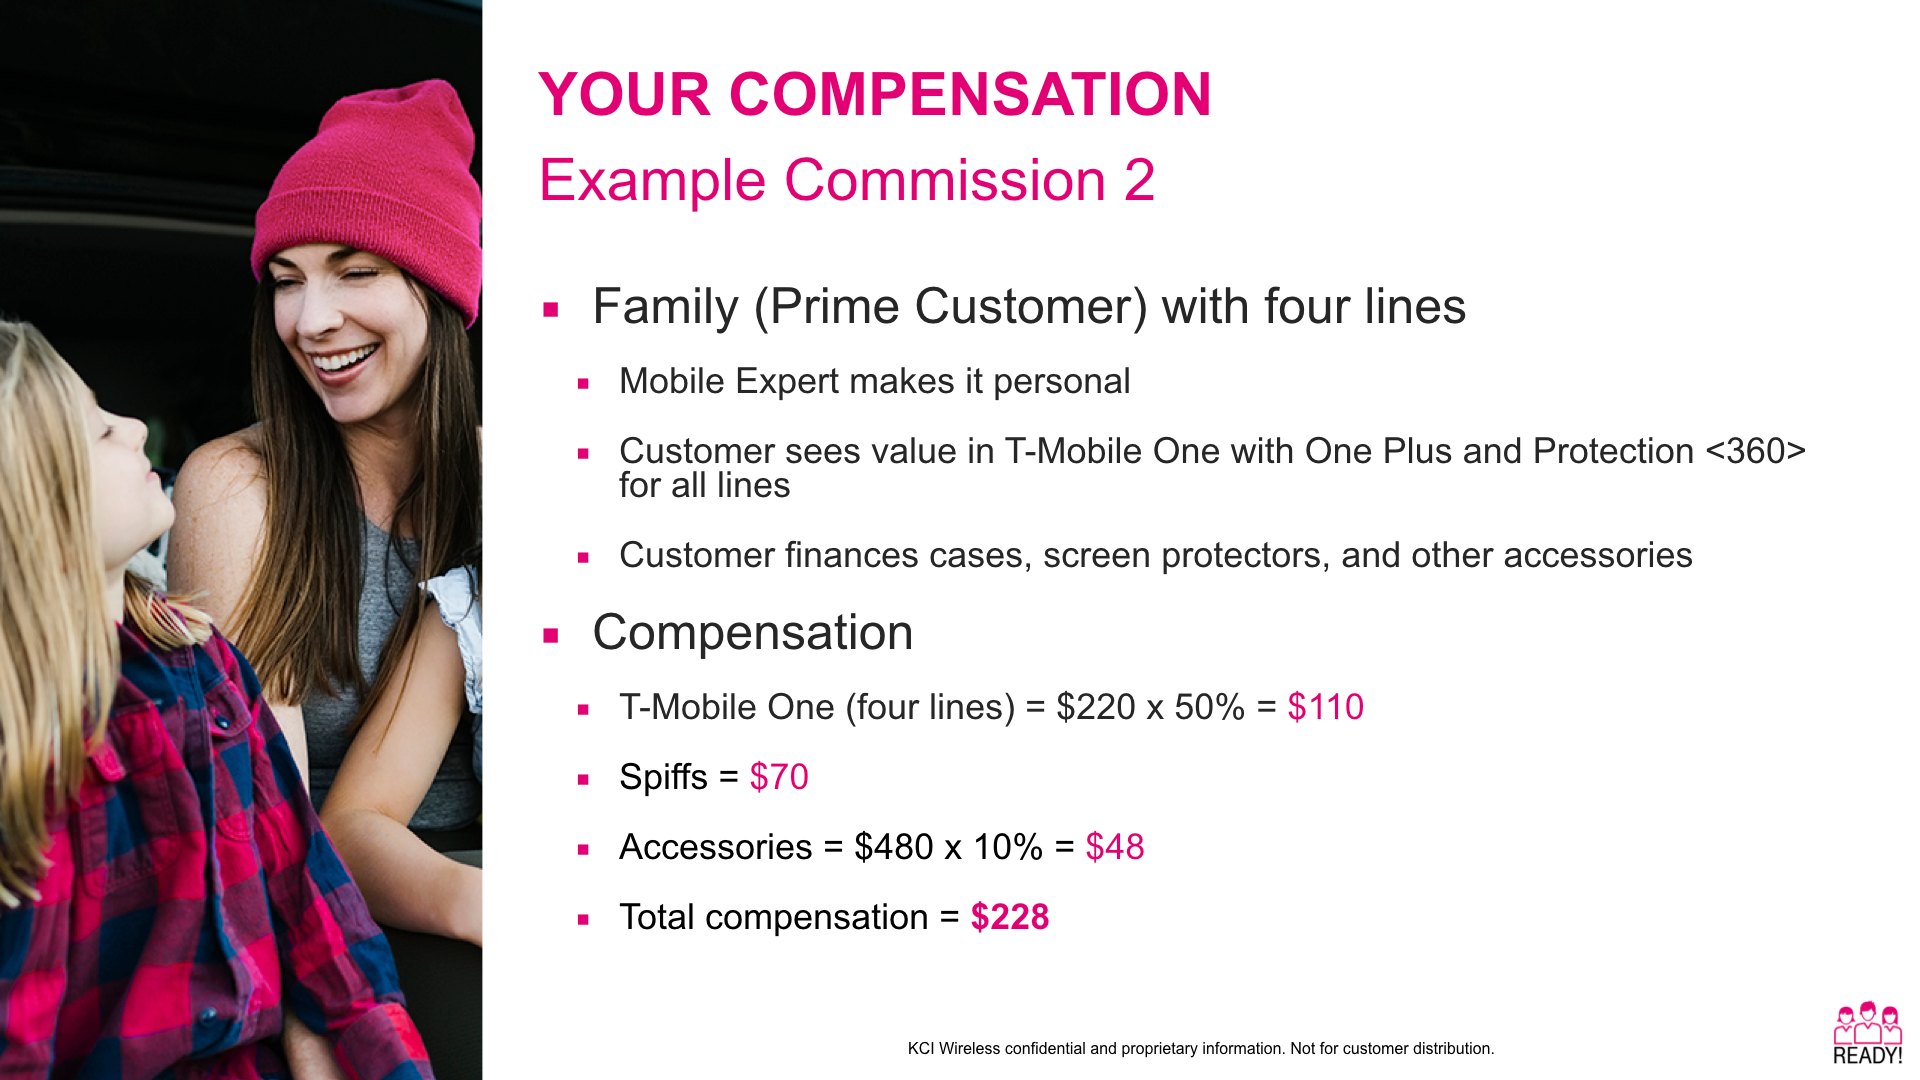 YOUR COMPENSATION
Example Commission 2
▪ Family (Prime Customer) with four lines
▪ Mobile Expert makes it personal
▪ Customer sees value in T-Mobile One with One Plus and Protection <360>
for all lines
▪ Customer finances cases, screen protectors, and other accessories
▪ Compensation
▪ T-Mobile One (four lines) = $220 x 50% = $110
▪ Spiffs = $70
▪ Accessories = $480 x 10% = $48
▪ Total compensation = $228
KCI Wireless confidential and proprietary information. Not for customer distribution.
READY!